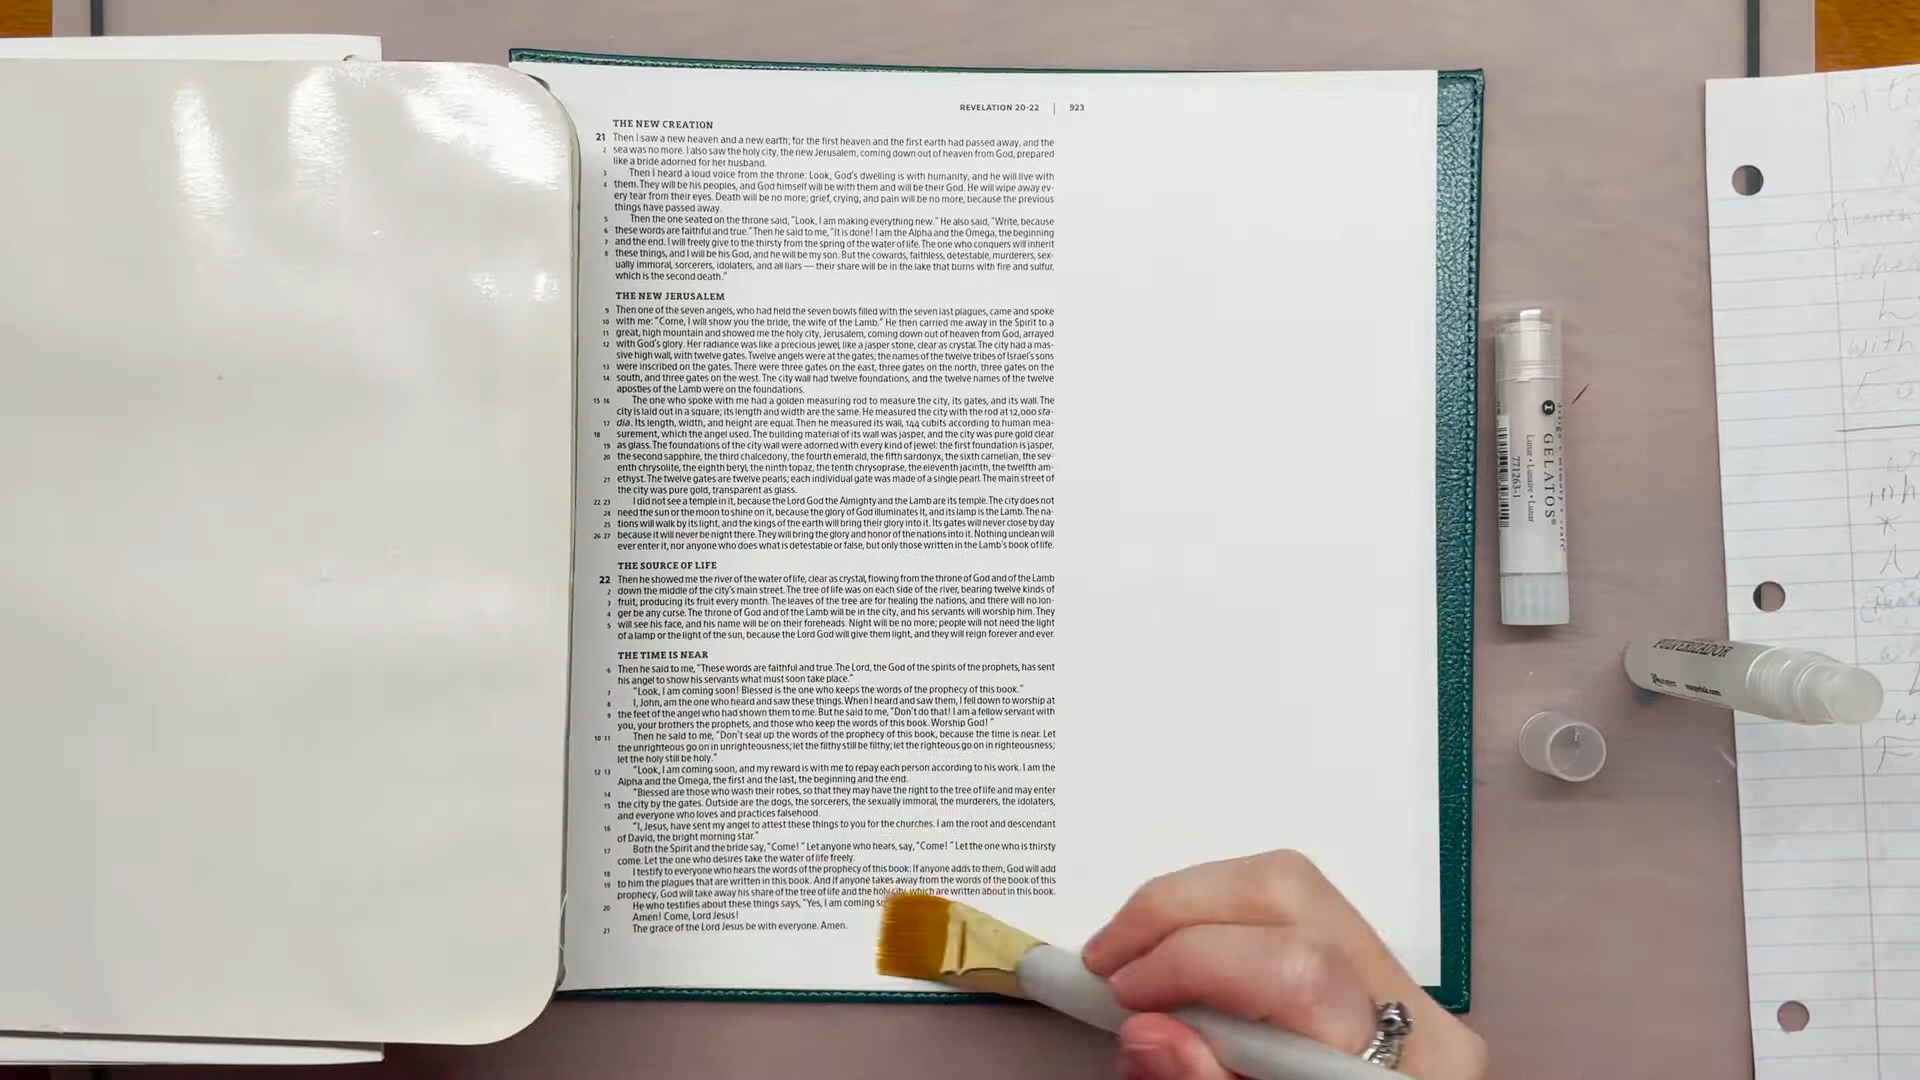 REVELATION 20-22 | 923
THE NEW CREATION
21 Then I saw a new heaven and a new earth; for the first heaven and the first earth had passed away, and the
2 sea was no more. I also saw the holy city, the new Jerusalem, coming down out of heaven from God, prepared
like a bride adorned for her husband.
3 Then I heard a loud voice from the throne: Look, God's dwelling is with humanity, and he will live with
4 them. They will be his peoples, and God himself will be with them and will be their God. He will wipe away ev-
ery tear from their eyes. Death will be no more; grief, crying, and pain will be no more, because the previous
things have passed away.
5 Then the one seated on the throne said, "Look, I am making everything new." He also said, "Write, because
6 these words are faithful and true." Then he said to me, "It is done! I am the Alpha and the Omega, the beginning
7 and the end. I will freely give to the thirsty from the spring of the water of life. The one who conquers will inherit
8 these things, and I will be his God, and he will be my son. But the cowards, faithless, detestable, murderers, sex-
ually immoral, sorcerers, idolaters, and all liars — their share will be in the lake that burns with fire and sulfur,
which is the second death."
THE NEW JERUSALEM
9 Then one of the seven angels, who had held the seven bowls filled with the seven last plagues, came and spoke
10 with me: "Come, I will show you the bride, the wife of the Lamb." He then carried me away in the Spirit to a
11 great, high mountain and showed me the holy city, Jerusalem, coming down out of heaven from God, arrayed
12 with God's glory. Her radiance was like a precious jewel, like a jasper stone, clear as crystal. The city had a mas-
sive high wall, with twelve gates. Twelve angels were at the gates; the names of the twelve tribes of Israel's sons
13 were inscribed on the gates. There were three gates on the east, three gates on the north, three gates on the
14 south, and three gates on the west. The city wall had twelve foundations, and the twelve names of the twelve
apostles of the Lamb were on the foundations.
15 16 The one who spoke with me had a golden measuring rod to measure the city, its gates, and its wall. The
city is laid out in a square; its length and width are the same. He measured the city with the rod at 12,000 sta-
17 dia. Its length, width, and height are equal. Then he measured its wall, 144 cubits according to human mea-
18 surement, which the angel used. The building material of its wall was jasper, and the city was pure gold clear
19 as glass. The foundations of the city wall were adorned with every kind of jewel: the first foundation is jasper,
20 the second sapphire, the third chalcedony, the fourth emerald, the fifth sardonyx, the sixth carnelian, the sev-
enth chrysolite, the eighth beryl, the ninth topaz, the tenth chrysoprase, the eleventh jacinth, the twelfth am-
21 ethyst. The twelve gates are twelve pearls; each individual gate was made of a single pearl. The main street of
the city was pure gold, transparent as glass.
22 23 I did not see a temple in it, because the Lord God the Almighty and the Lamb are its temple. The city does not
24 need the sun or the moon to shine on it, because the glory of God illuminates it, and its lamp is the Lamb. The na-
25 tions will walk by its light, and the kings of the earth will bring their glory into it. Its gates will never close by day
26 27 because it will never be night there. They will bring the glory and honor of the nations into it. Nothing unclean will
ever enter it, nor anyone who does what is detestable or false, but only those written in the Lamb's book of life.
THE SOURCE OF LIFE
22 Then he showed me the river of the water of life, clear as crystal, flowing from the throne of God and of the Lamb
2 down the middle of the city's main street. The tree of life was on each side of the river, bearing twelve kinds of
3 fruit, producing its fruit every month. The leaves of the tree are for healing the nations, and there will no lon-
4 ger be any curse. The throne of God and of the Lamb will be in the city, and his servants will worship him. They
5 will see his face, and his name will be on their foreheads. Night will be no more; people will not need the light
of a lamp or the light of the sun, because the Lord God will give them light, and they will reign forever and ever.
THE TIME IS NEAR
6 Then he said to me, "These words are faithful and true. The Lord, the God of the spirits of the prophets, has sent
his angel to show his servants what must soon take place."
7 "Look, I am coming soon! Blessed is the one who keeps the words of the prophecy of this book."
8 I, John, am the one who heard and saw these things. When I heard and saw them, I fell down to worship at
9 the feet of the angel who had shown them to me. But he said to me, "Don't do that! I am a fellow servant with
you, your brothers the prophets, and those who keep the words of this book. Worship God!"
10 11 Then he said to me, "Don't seal up the words of the prophecy of this book, because the time is near. Let
the unrighteous go on in unrighteousness; let the filthy still be filthy; let the righteous go on in righteousness;
let the holy still be holy."
12 13 "Look, I am coming soon, and my reward is with me to repay each person according to his work. I am the
Alpha and the Omega, the first and the last, the beginning and the end.
14 "Blessed are those who wash their robes, so that they may have the right to the tree of life and may enter
15 the city by the gates. Outside are the dogs, the sorcerers, the sexually immoral, the murderers, the idolaters,
and everyone who loves and practices falsehood.
16 "I, Jesus, have sent my angel to attest these things to you for the churches. I am the root and descendant
of David, the bright morning star."
17 Both the Spirit and the bride say, "Come!" Let anyone who hears, say, "Come!" Let the one who is thirsty
come. Let the one who desires take the water of life freely.
18 I testify to everyone who hears the words of the prophecy of this book: If anyone adds to them, God will add
19 to him the plagues that are written in this book. And if anyone takes away from the words of the book of this
prophecy, God will take away his share of the tree of life and the holy city, which are written about in this book.
20 He who testifies about these things says, "Yes, I am coming
Amen! Come, Lord Jesus!
21 The grace of the Lord Jesus be with everyone. Amen.
GELATOS®
Lunar • Lunaire • Lunar
771263-1
PULVERIZADOR
with